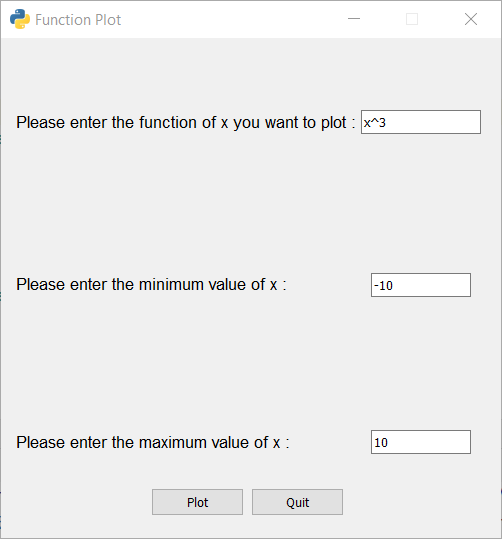 Function Plot
Please enter the function of x you want to plot : x^3
Please enter the minimum value of x : -10
Please enter the maximum value of x : 10
Plot Quit